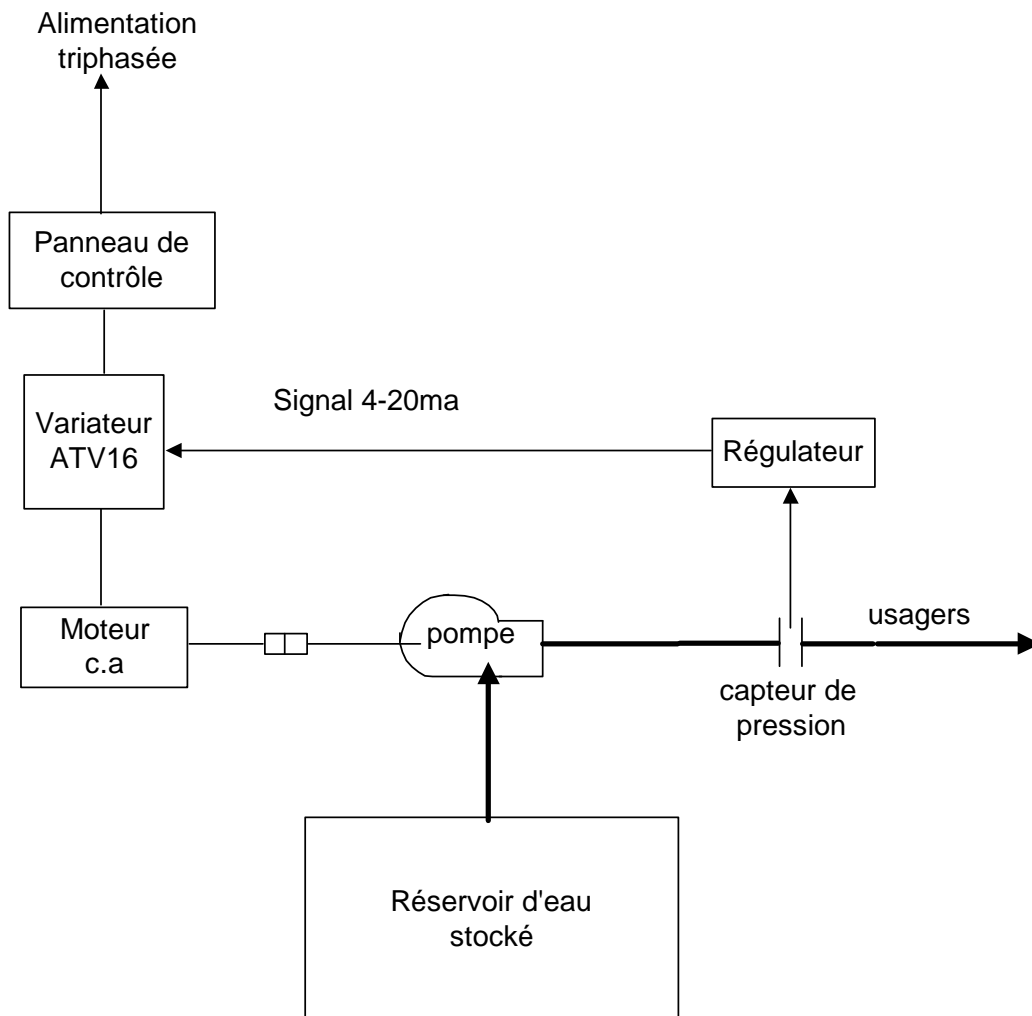 Alimentation
triphasée
Panneau de
contrôle
Signal 4-20ma
Variateur
ATV16
Régulateur
Moteur
c.a
pompe
usagers
capteur de
pression
Réservoir d'eau
stocké